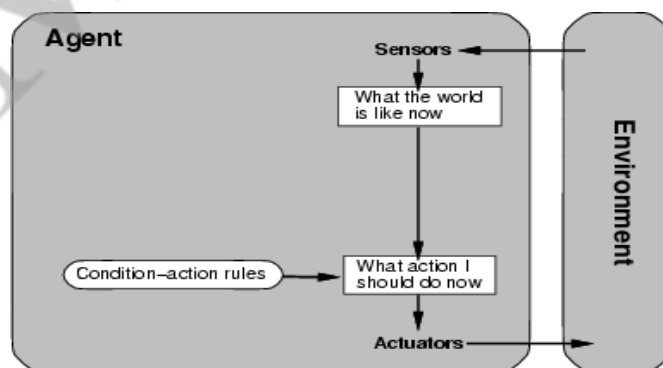 Agent
Sensors
What the world
is like now
Environment
Condition–action rules
What action I
should do now
Actuators